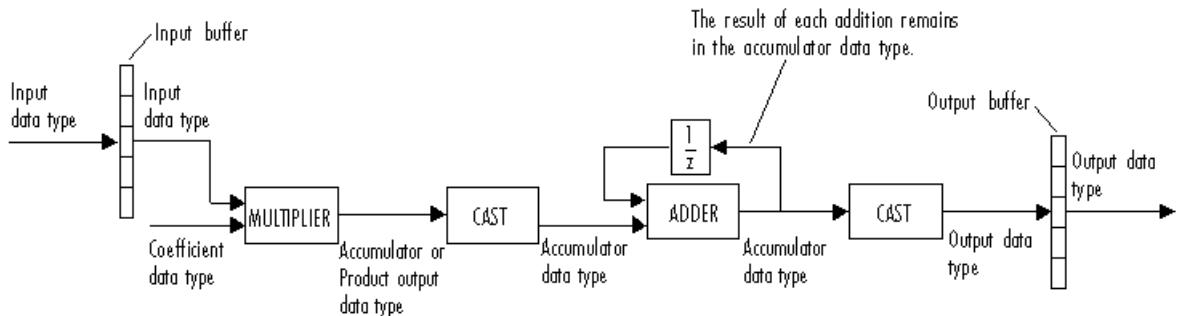 The result of each addition remains
in the accumulator data type.
Input buffer
Input
data type
Input
data type
Output buffer
1
z
Output data
type
MULTIPLIER
CAST
ADDER
CAST
Coefficient
data type
Accumulator or
Product output
data type
Accumulator
data type
Accumulator
data type
Output data
type